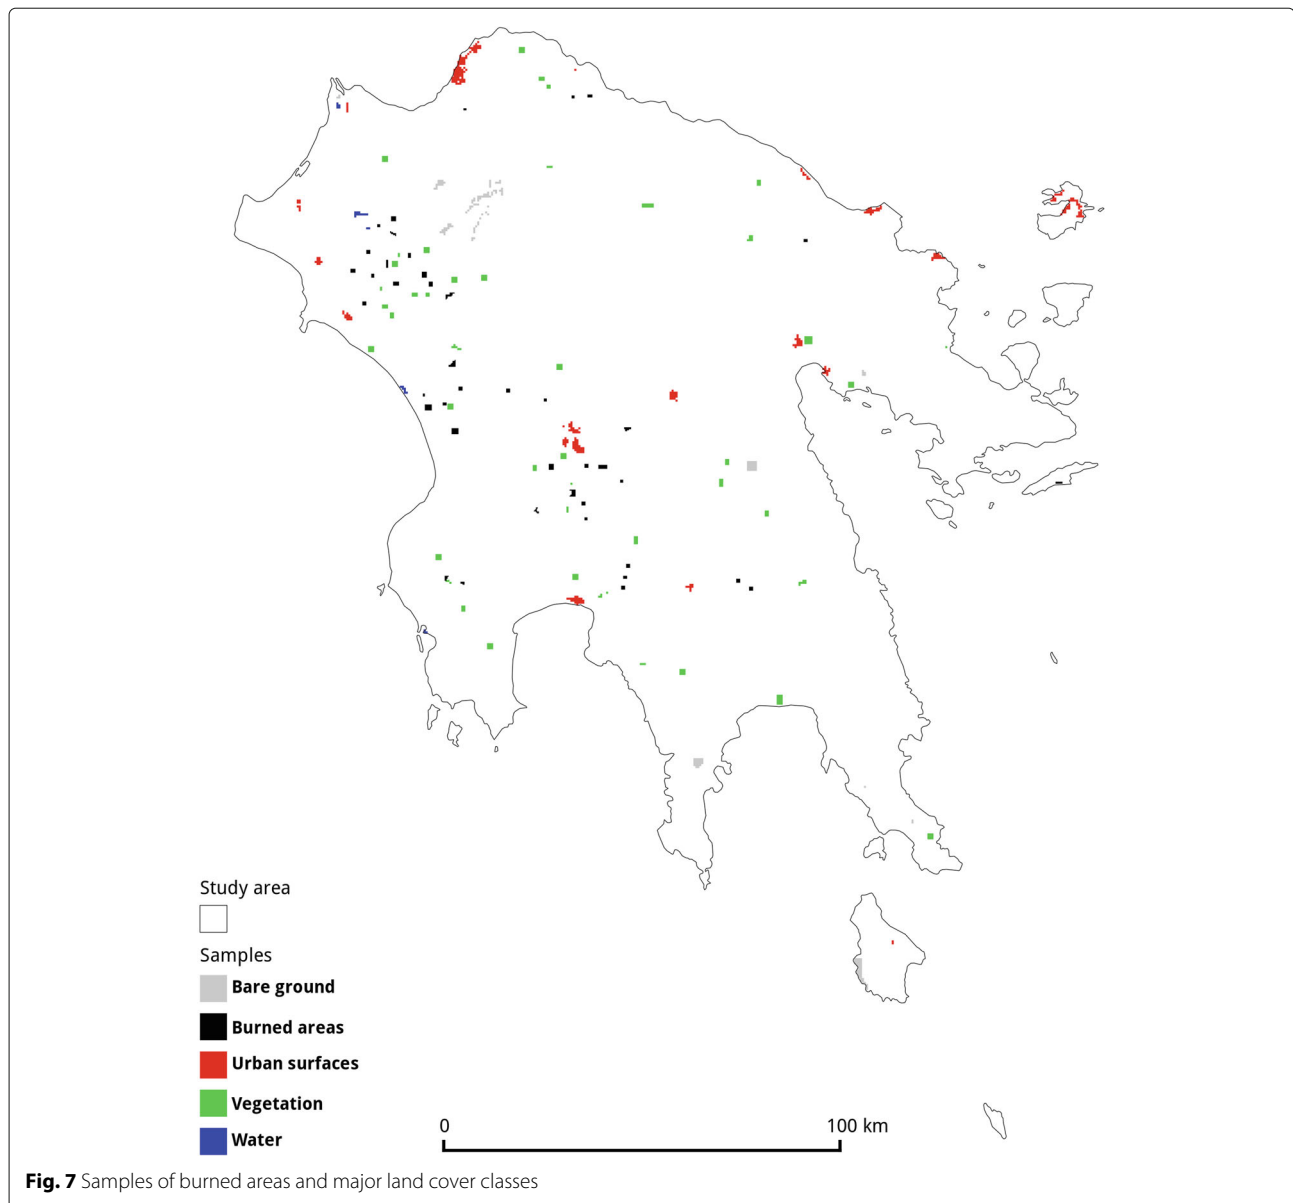 Study area
Samples
Bare ground
Burned areas
Urban surfaces
Vegetation
Water
0 100 km
Fig. 7 Samples of burned areas and major land cover classes